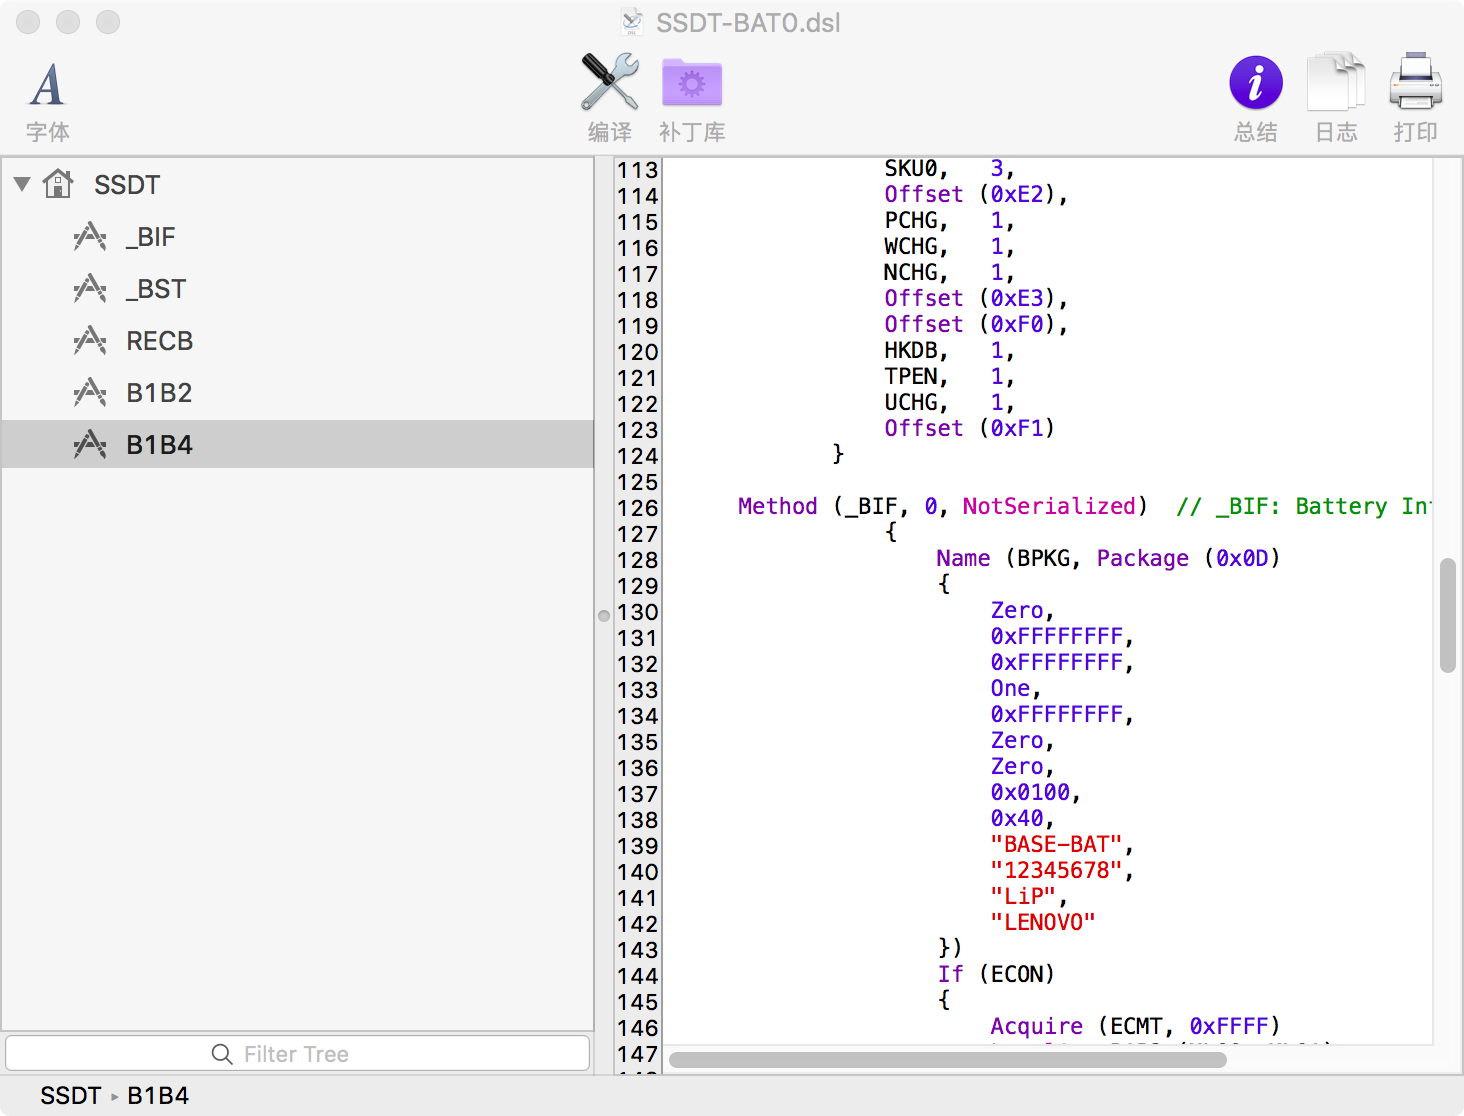 SSDT-BAT0.dsl
字体
编译
补丁库
总结
日志
打印
SSDT
_BIF
_BST
RECB
B1B2
B1B4
113 SKU0, 3,
114 Offset (0xE2),
115 PCHG, 1,
116 WCHG, 1,
117 NCHG, 1,
118 Offset (0xE3),
119 Offset (0xF0),
120 HKDB, 1,
121 TPEN, 1,
122 UCHG, 1,
123 Offset (0xF1)
124 }
125
126 Method (_BIF, 0, NotSerialized) // _BIF: Battery
127 {
128 Name (BPKG, Package (0x0D)
129 {
130 Zero,
131 0xFFFFFFFF,
132 0xFFFFFFFF,
133 One,
134 0xFFFFFFFF,
135 Zero,
136 Zero,
137 0x0100,
138 0x40,
139 "BASE-BAT",
140 "12345678",
141 "LiP",
142 "LENOVO"
143 })
144 If (ECON)
145 {
146 Acquire (ECMT, 0xFFFF)
147
Filter Tree
SSDT ▸ B1B4